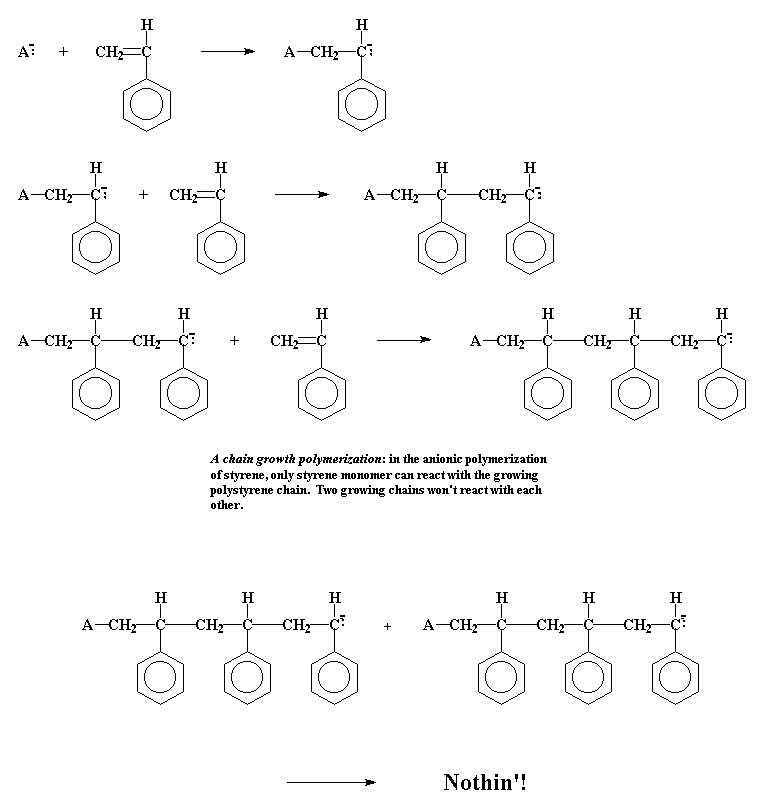 H H
A⁻: + CH₂=C A—CH₂—C⁻:
H H H H
A—CH₂—C⁻: + CH₂=C A—CH₂—C—CH₂—C⁻:
H H H H H H
A—CH₂—C—CH₂—C⁻: + CH₂=C A—CH₂—C—CH₂—C—CH₂—C⁻:
A chain growth polymerization: in the anionic polymerization
of styrene, only styrene monomer can react with the growing
polystyrene chain. Two growing chains won't react with each
other.
H H H H H H
A—CH₂—C—CH₂—C—CH₂—C⁻: + A—CH₂—C—CH₂—C—CH₂—C⁻:
Nothin'!